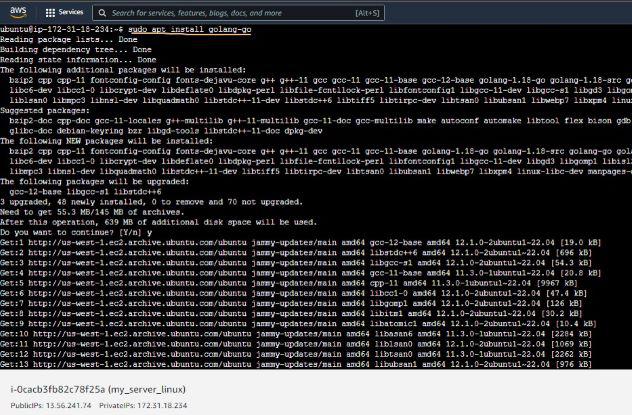 aws
Services
Search for services, features, blogs, docs, and more
[Alt+S]
ubuntu@ip-172-31-18-234:~$ sudo apt install golang-go
Reading package lists... Done
Building dependency tree... Done
Reading state information... Done
The following additional packages will be installed:
bzip2 cpp cpp-11 fontconfig-config fonts-dejavu-core g++ g++-11 gcc gcc-11 gcc-11-base gcc-12-base golang-1.18-go golang-1.18-src go
libc6-dev libcc1-0 libcrypt-dev libdeflate0 libdpkg-perl libfile-fcntllock-perl libfontconfig1 libgcc-11-dev libgcc-s1 libgd3 libgom
liblsan0 libmpc3 libnsl-dev libquadmath0 libstdc++-11-dev libstdc++6 libtiff5 libtirpc-dev libtsan0 libubsan1 libwebp7 libxpm4 linux
Suggested packages:
bzip2-doc cpp-doc gcc-11-locales g++-multilib g++-11-multilib gcc-11-doc gcc-multilib make autoconf automake libtool flex bison gdb
glibc-doc debian-keyring bzr libgd-tools libstdc++-11-doc dpkg-dev
The following NEW packages will be installed:
bzip2 cpp cpp-11 fontconfig-config fonts-dejavu-core g++ g++-11 gcc gcc-11 gcc-11-base golang-1.18-go golang-1.18-src golang-go gola
libc6-dev libcc1-0 libcrypt-dev libdeflate0 libdpkg-perl libfile-fcntllock-perl libfontconfig1 libgcc-11-dev libgd3 libgomp1 libisl2
libmpc3 libnsl-dev libquadmath0 libstdc++-11-dev libtiff5 libtirpc-dev libtsan0 libubsan1 libwebp7 libxpm4 linux-libc-dev manpages-d
The following packages will be upgraded:
gcc-12-base libgcc-s1 libstdc++6
3 upgraded, 48 newly installed, 0 to remove and 70 not upgraded.
Need to get 55.3 MB/145 MB of archives.
After this operation, 639 MB of additional disk space will be used.
Do you want to continue? [Y/n] y
Get:1 http://us-west-1.ec2.archive.ubuntu.com/ubuntu jammy-updates/main amd64 gcc-12-base amd64 12.1.0-2ubuntu1~22.04 [19.0 kB]
Get:2 http://us-west-1.ec2.archive.ubuntu.com/ubuntu jammy-updates/main amd64 libstdc++6 amd64 12.1.0-2ubuntu1~22.04 [696 kB]
Get:3 http://us-west-1.ec2.archive.ubuntu.com/ubuntu jammy-updates/main amd64 libgcc-s1 amd64 12.1.0-2ubuntu1~22.04 [54.3 kB]
Get:4 http://us-west-1.ec2.archive.ubuntu.com/ubuntu jammy-updates/main amd64 gcc-11-base amd64 11.3.0-1ubuntu1~22.04 [20.8 kB]
Get:5 http://us-west-1.ec2.archive.ubuntu.com/ubuntu jammy-updates/main amd64 cpp-11 amd64 11.3.0-1ubuntu1~22.04 [9967 kB]
Get:6 http://us-west-1.ec2.archive.ubuntu.com/ubuntu jammy-updates/main amd64 libcc1-0 amd64 12.1.0-2ubuntu1~22.04 [47.4 kB]
Get:7 http://us-west-1.ec2.archive.ubuntu.com/ubuntu jammy-updates/main amd64 libgomp1 amd64 12.1.0-2ubuntu1~22.04 [126 kB]
Get:8 http://us-west-1.ec2.archive.ubuntu.com/ubuntu jammy-updates/main amd64 libitm1 amd64 12.1.0-2ubuntu1~22.04 [30.2 kB]
Get:9 http://us-west-1.ec2.archive.ubuntu.com/ubuntu jammy-updates/main amd64 libatomic1 amd64 12.1.0-2ubuntu1~22.04 [10.4 kB]
Get:10 http://us-west-1.ec2.archive.ubuntu.com/ubuntu jammy-updates/main amd64 libasan6 amd64 11.3.0-1ubuntu1~22.04 [2284 kB]
Get:11 http://us-west-1.ec2.archive.ubuntu.com/ubuntu jammy-updates/main amd64 liblsan0 amd64 12.1.0-2ubuntu1~22.04 [1069 kB]
Get:12 http://us-west-1.ec2.archive.ubuntu.com/ubuntu jammy-updates/main amd64 libtsan0 amd64 11.3.0-1ubuntu1~22.04 [2262 kB]
Get:13 http://us-west-1.ec2.archive.ubuntu.com/ubuntu jammy-updates/main amd64 libubsan1 amd64 12.1.0-2ubuntu1~22.04 [976 kB]
i-0cacb3fb82c78f25a (my_server_linux)
PublicIPs: 13.56.241.74 PrivateIPs: 172.31.18.234